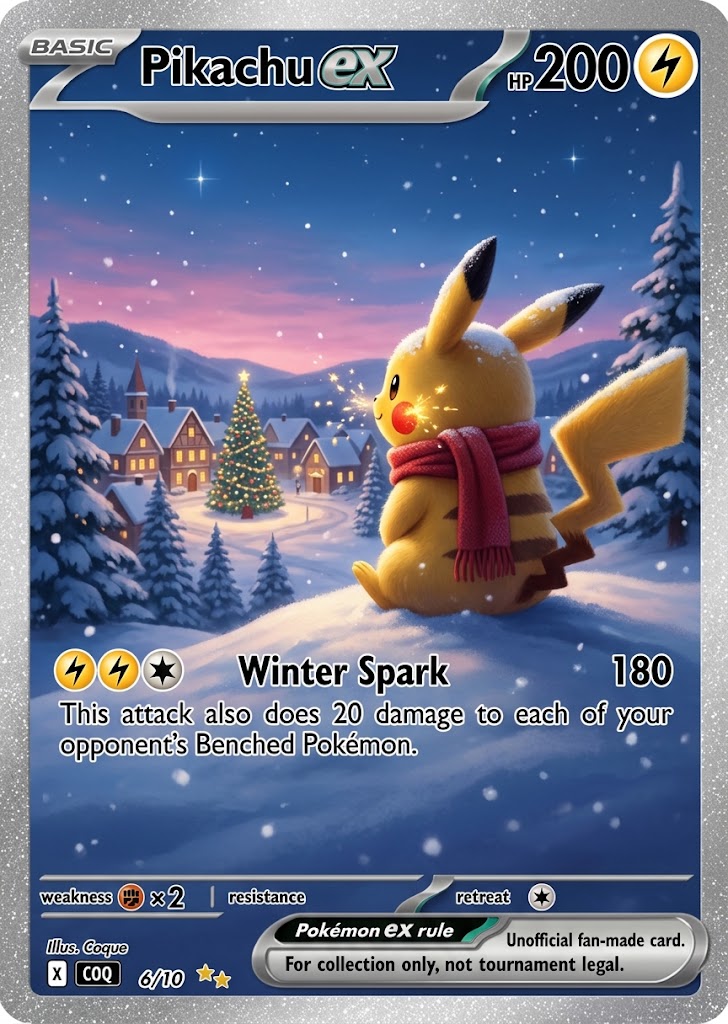 BASIC
Pikachu ex
HP 200
Winter Spark 180
This attack also does 20 damage to each of your
opponent's Benched Pokémon.
weakness ×2 resistance retreat
Pokémon ex rule
Unofficial fan-made card.
For collection only, not tournament legal.
Illus. Coque
X COQ 6/10